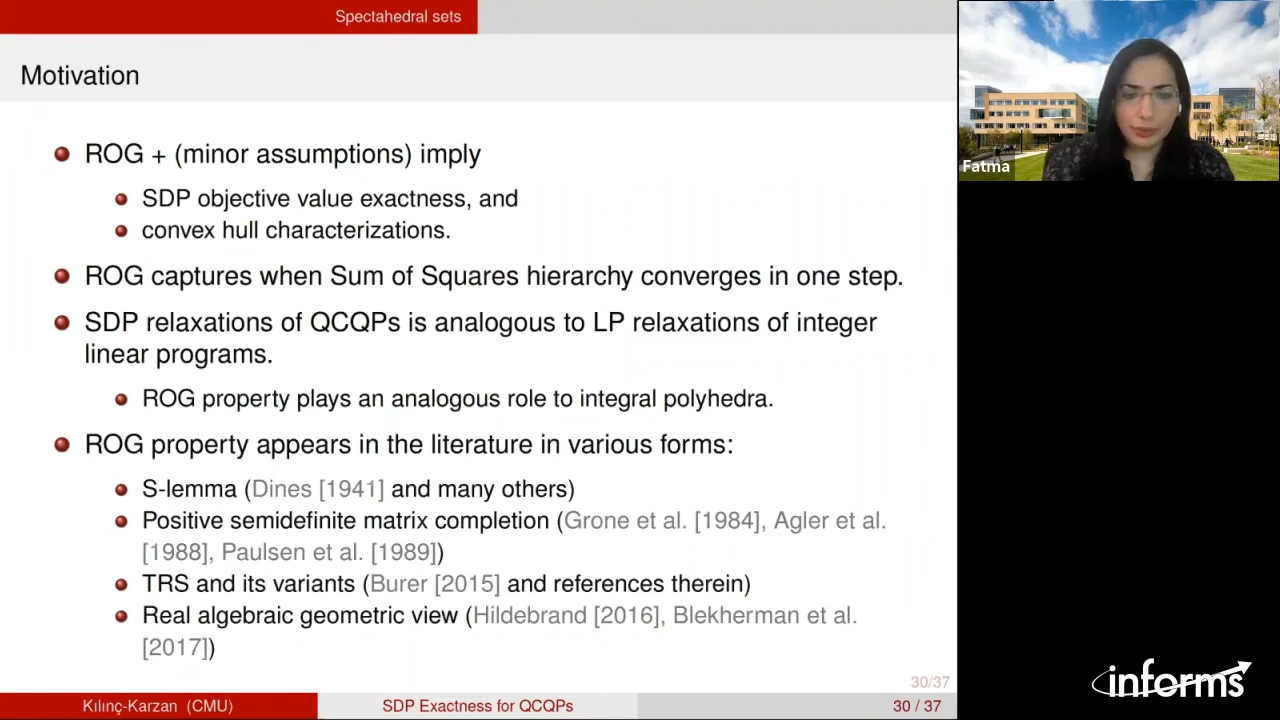 Spectahedral sets
Motivation
ROG + (minor assumptions) imply
SDP objective value exactness, and
convex hull characterizations.
ROG captures when Sum of Squares hierarchy converges in one step.
SDP relaxations of QCQPs is analogous to LP relaxations of integer
linear programs.
ROG property plays an analogous role to integral polyhedra.
ROG property appears in the literature in various forms:
S-lemma (Dines [1941] and many others)
Positive semidefinite matrix completion (Grone et al. [1984], Agler et al.
[1988], Paulsen et al. [1989])
TRS and its variants (Burer [2015] and references therein)
Real algebraic geometric view (Hildebrand [2016], Blekherman et al.
[2017])
30/37
Kılınç-Karzan (CMU)
SDP Exactness for QCQPs
30 / 37
Fatma
informs